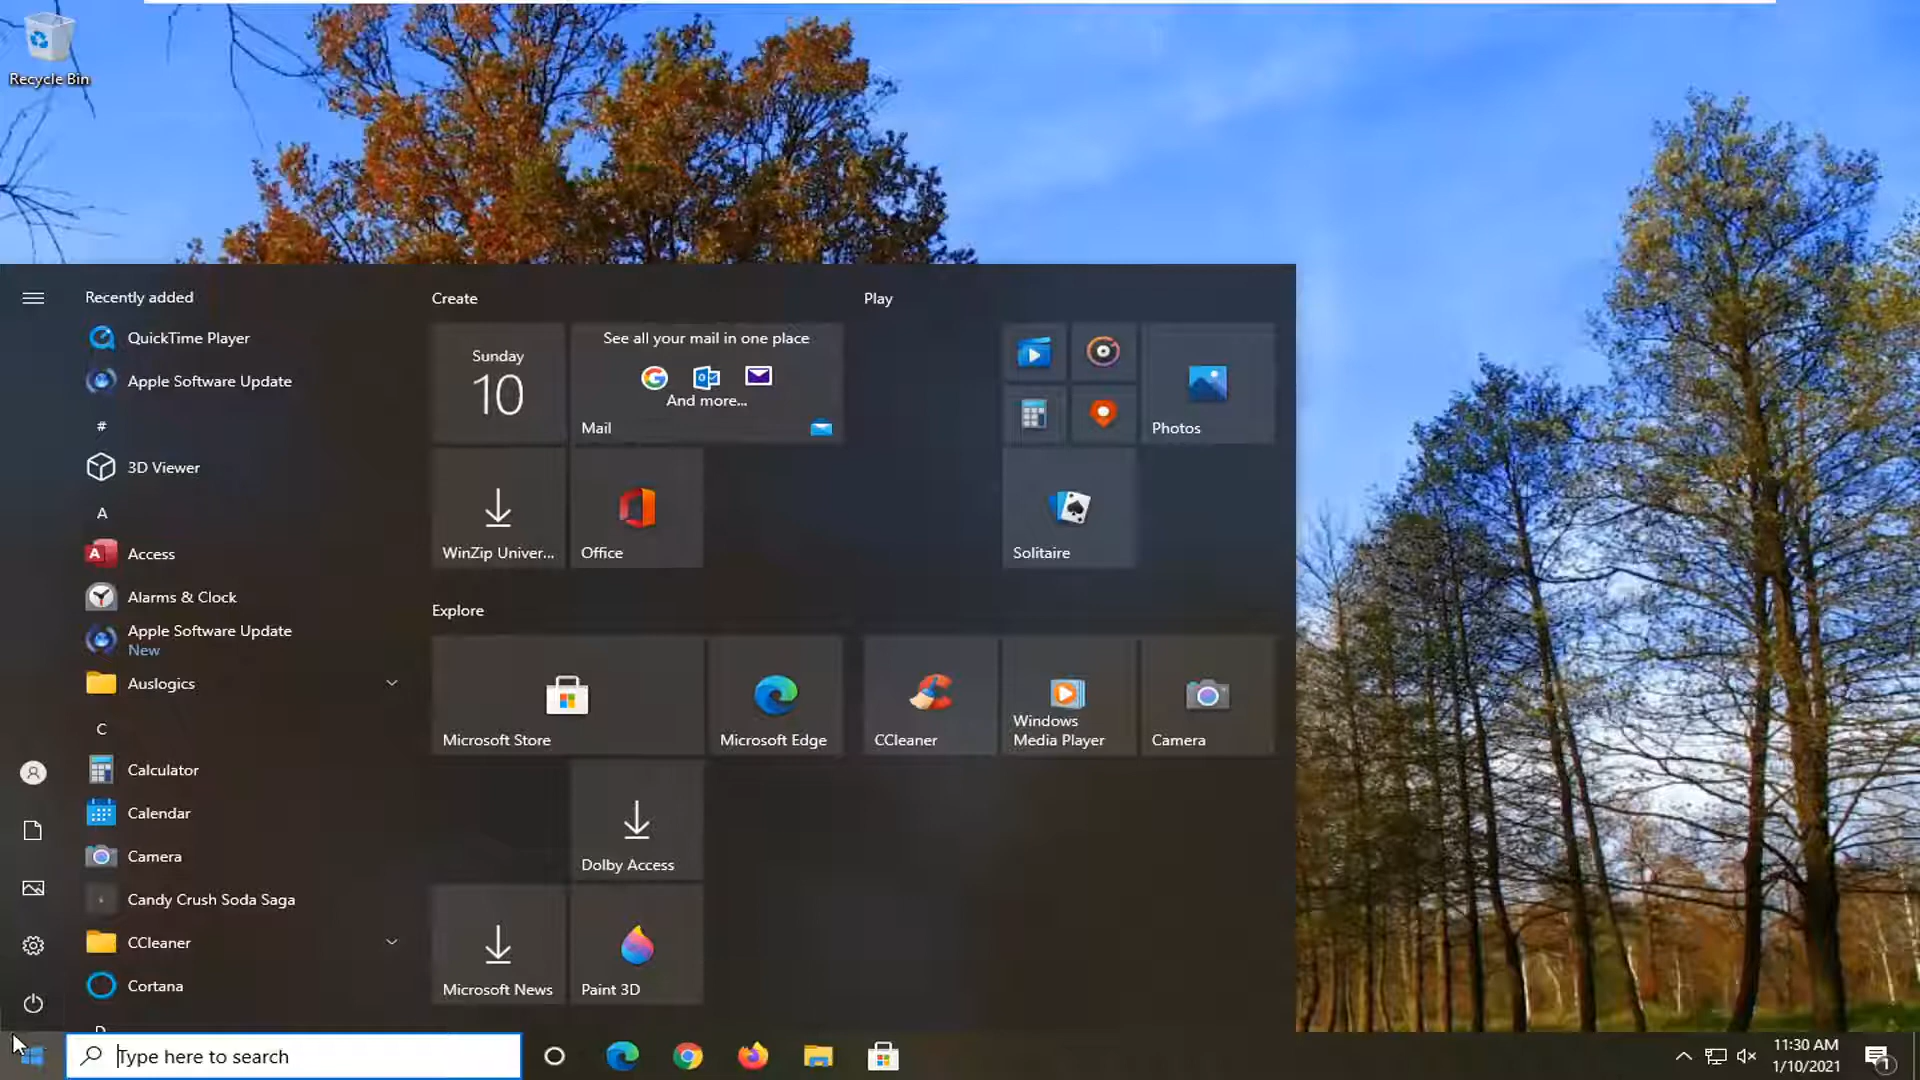 Recycle Bin
Recently added
QuickTime Player
Apple Software Update
#
3D Viewer
A
Access
Alarms & Clock
Apple Software Update
New
Auslogics
C
Calculator
Calendar
Camera
Candy Crush Soda Saga
CCleaner
Cortana
Create
Sunday
10
See all your mail in one place
And more...
Mail
WinZip Univer...
Office
Play
Photos
Solitaire
Explore
Microsoft Store
Microsoft Edge
CCleaner
Windows
Media Player
Camera
Dolby Access
Microsoft News
Paint 3D
Type here to search
11:30 AM
1/10/2021
1